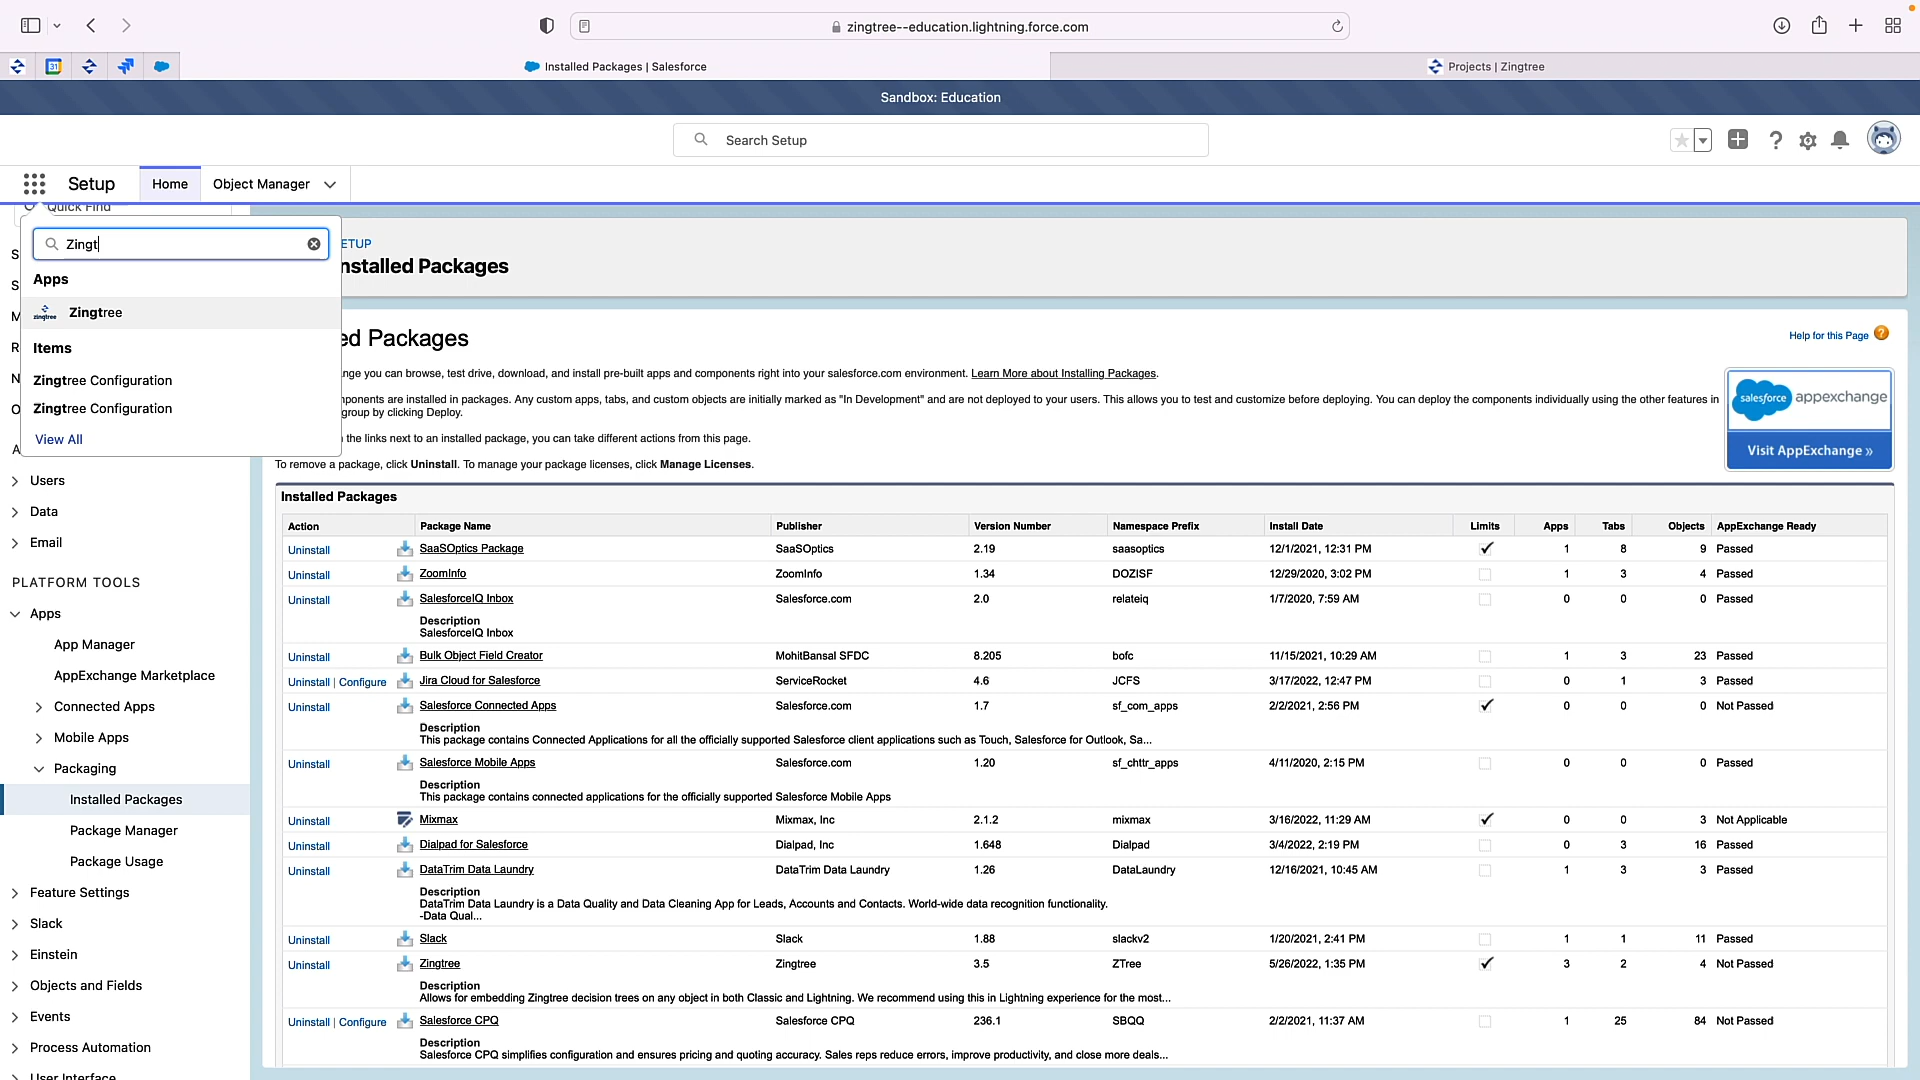 zingtree--education.lightning.force.com
31
Installed Packages | Salesforce
Projects | Zingtree
Sandbox: Education
Search Setup
Setup
Home
Object Manager
Quick Find
Zingt
Apps
zingtree
Zingtree
Items
Zingtree Configuration
Zingtree Configuration
View All
Users
Data
Email
PLATFORM TOOLS
Apps
App Manager
AppExchange Marketplace
Connected Apps
Mobile Apps
Packaging
Installed Packages
Package Manager
Package Usage
Feature Settings
Slack
Einstein
Objects and Fields
Events
Process Automation
User Interface
ETUP
nstalled Packages
ed Packages
Help for this Page
nge you can browse, test drive, download, and install pre-built apps and components right into your salesforce.com environment. Learn More about Installing Packages.
ponents are installed in packages. Any custom apps, tabs, and custom objects are initially marked as "In Development" and are not deployed to your users. This allows you to test and customize before deploying. You can deploy the components individually using the other features in
group by clicking Deploy.
the links next to an installed package, you can take different actions from this page.
To remove a package, click Uninstall. To manage your package licenses, click Manage Licenses.
salesforce appexchange
Visit AppExchange »
Installed Packages
Action Package Name Publisher Version Number Namespace Prefix Install Date Limits Apps Tabs Objects AppExchange Ready
Uninstall SaaSOptics Package SaaSOptics 2.19 saasoptics 12/1/2021, 12:31 PM 1 8 9 Passed
Uninstall ZoomInfo ZoomInfo 1.34 DOZISF 12/29/2020, 3:02 PM 1 3 4 Passed
Uninstall SalesforceIQ Inbox Salesforce.com 2.0 relateiq 1/7/2020, 7:59 AM 0 0 0 Passed
Description
SalesforceIQ Inbox
Uninstall Bulk Object Field Creator MohitBansal SFDC 8.205 bofc 11/15/2021, 10:29 AM 1 3 23 Passed
Uninstall | Configure Jira Cloud for Salesforce ServiceRocket 4.6 JCFS 3/17/2022, 12:47 PM 0 1 3 Passed
Uninstall Salesforce Connected Apps Salesforce.com 1.7 sf_com_apps 2/2/2021, 2:56 PM 0 0 0 Not Passed
Description
This package contains Connected Applications for all the officially supported Salesforce client applications such as Touch, Salesforce for Outlook, Sa...
Uninstall Salesforce Mobile Apps Salesforce.com 1.20 sf_chttr_apps 4/11/2020, 2:15 PM 0 0 0 Passed
Description
This package contains connected applications for the officially supported Salesforce Mobile Apps
Uninstall Mixmax Mixmax, Inc 2.1.2 mixmax 3/16/2022, 11:29 AM 0 0 3 Not Applicable
Uninstall Dialpad for Salesforce Dialpad, Inc 1.648 Dialpad 3/4/2022, 2:19 PM 0 3 16 Passed
Uninstall DataTrim Data Laundry DataTrim Data Laundry 1.26 DataLaundry 12/16/2021, 10:45 AM 1 3 3 Passed
Description
DataTrim Data Laundry is a Data Quality and Data Cleaning App for Leads, Accounts and Contacts. World-wide data recognition functionality.
-Data Qual...
Uninstall Slack Slack 1.88 slackv2 1/20/2021, 2:41 PM 1 1 11 Passed
Uninstall Zingtree Zingtree 3.5 ZTree 5/26/2022, 1:35 PM 3 2 4 Not Passed
Description
Allows for embedding Zingtree decision trees on any object in both Classic and Lightning. We recommend using this in Lightning experience for the most...
Uninstall | Configure Salesforce CPQ Salesforce CPQ 236.1 SBQQ 2/2/2021, 11:37 AM 1 25 84 Not Passed
Description
Salesforce CPQ simplifies configuration and ensures pricing and quoting accuracy. Sales reps reduce errors, improve productivity, and close more deals...